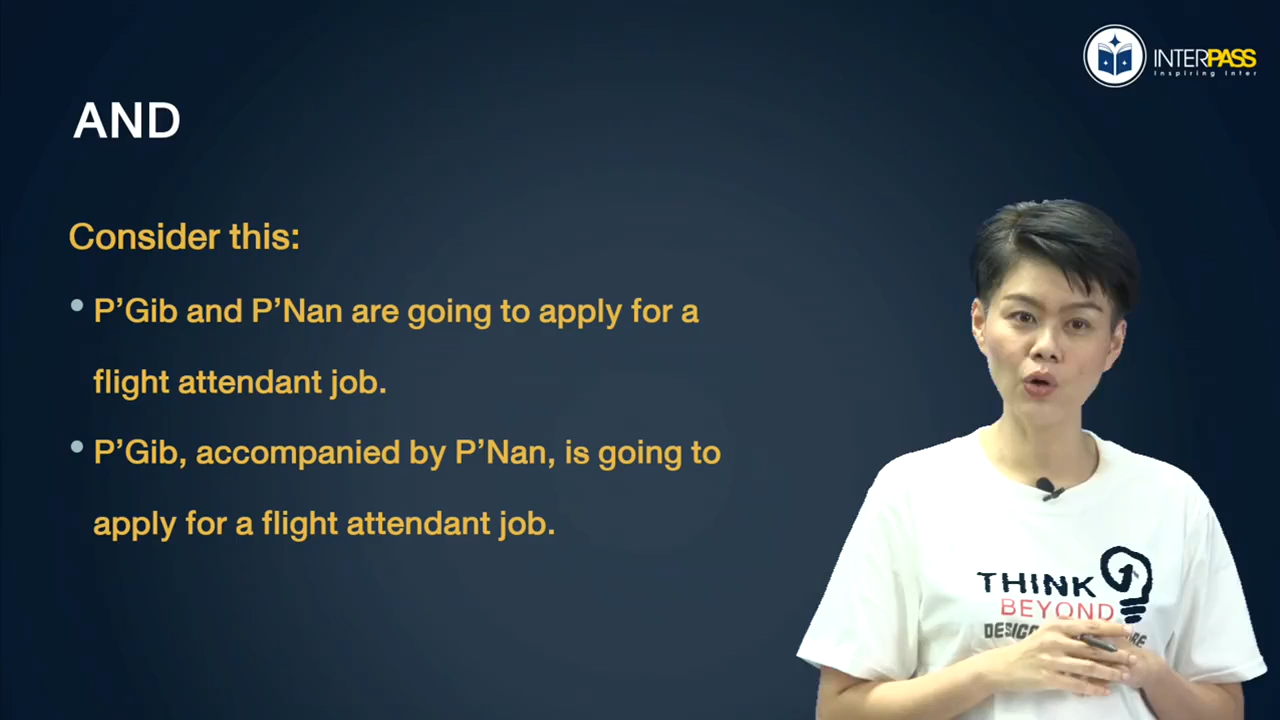 INTERPASS
Inspiring Inter
AND
Consider this:
• P’Gib and P’Nan are going to apply for a
flight attendant job.
• P’Gib, accompanied by P’Nan, is going to
apply for a flight attendant job.
THINK
BEYOND